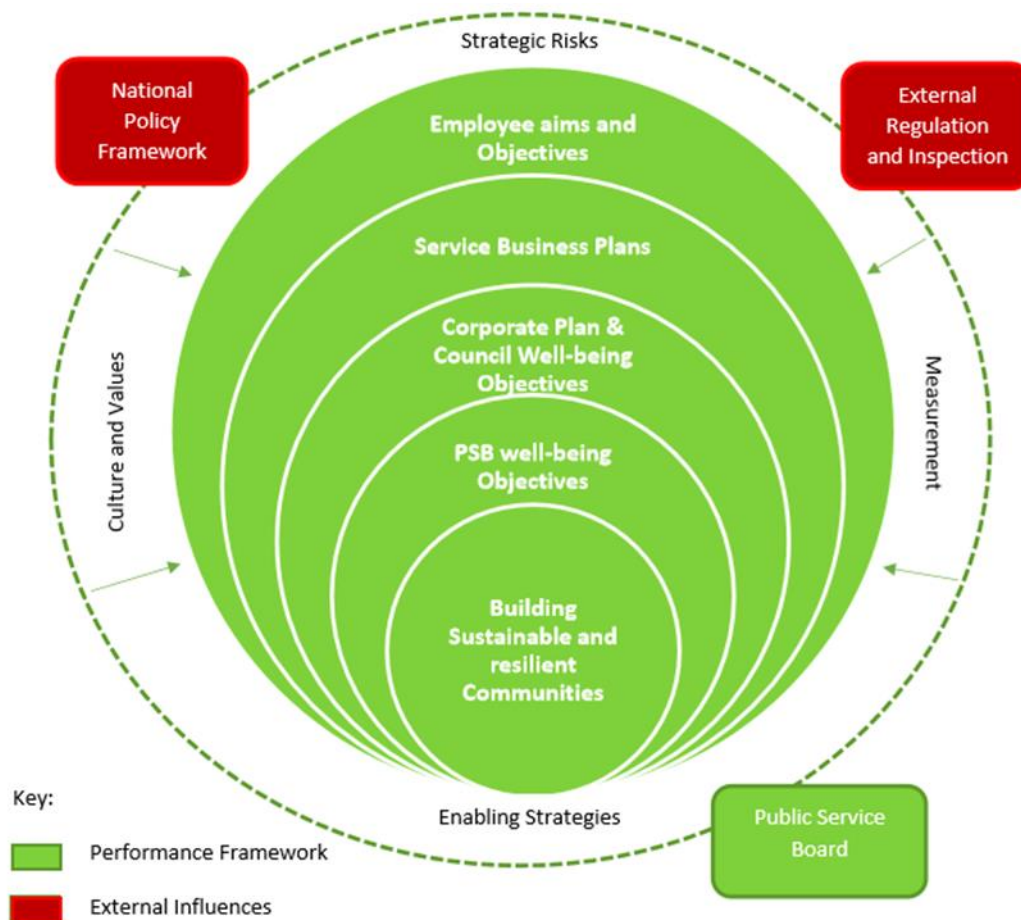 Strategic Risks
National
Policy
Framework
External
Regulation
and Inspection
Employee aims and
Objectives
Service Business Plans
Corporate Plan &
Council Well-being
Objectives
Culture and Values
Measurement
PSB well-being
Objectives
Building
Sustainable and
resilient
Communities
Enabling Strategies
Public Service
Board
Key:
Performance Framework
External Influences